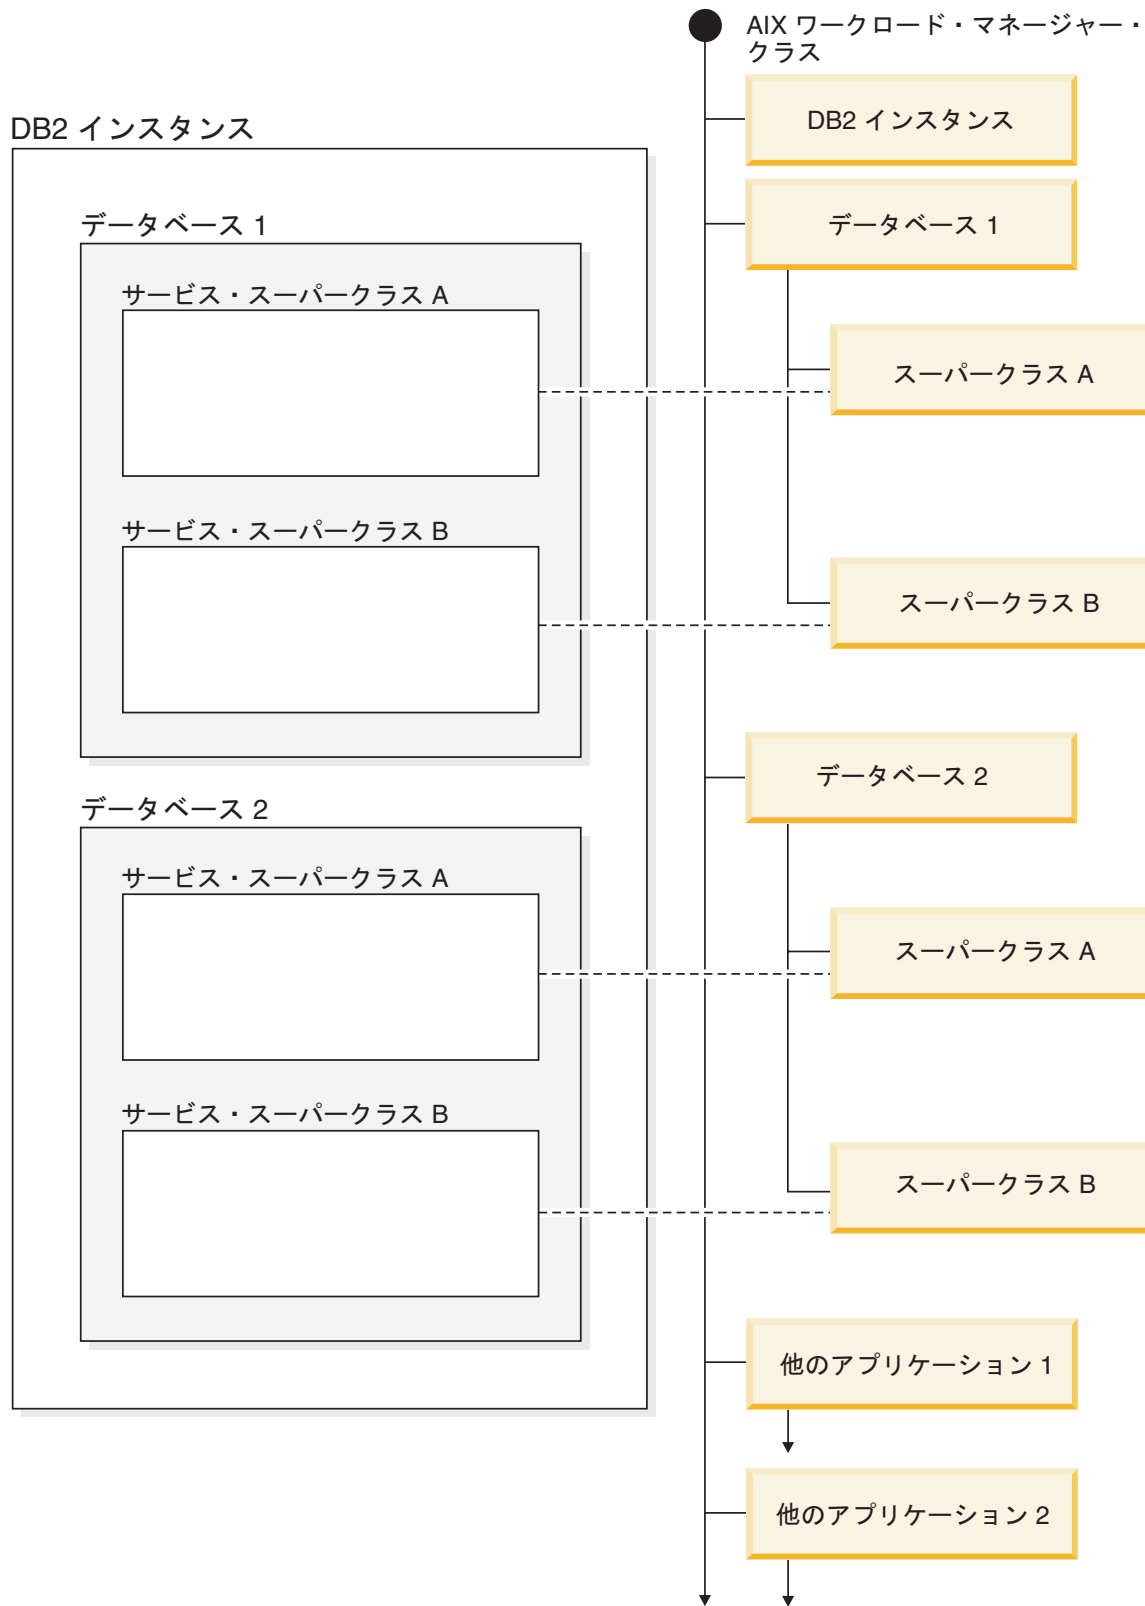 AIX ワークロード・マネージャー・
クラス
DB2 インスタンス
DB2 インスタンス
データベース 1
データベース 1
サービス・スーパークラス A
スーパークラス A
サービス・スーパークラス B
スーパークラス B
データベース 2
データベース 2
サービス・スーパークラス A
スーパークラス A
サービス・スーパークラス B
スーパークラス B
他のアプリケーション 1
他のアプリケーション 2